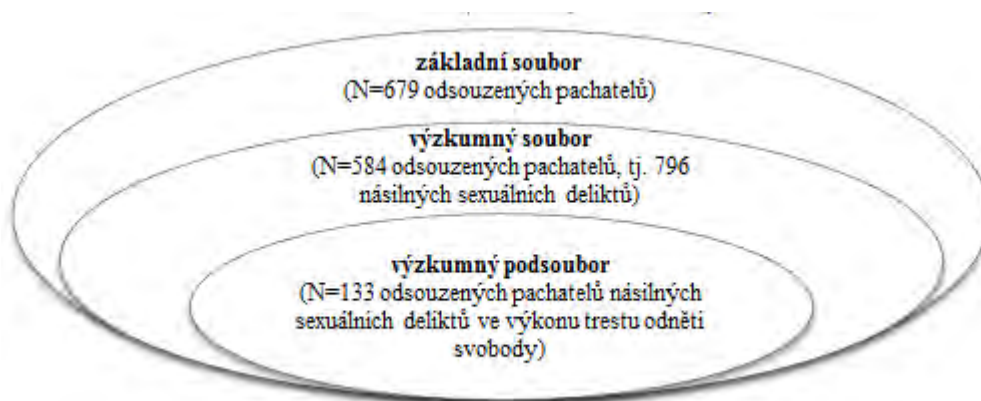 základní soubor
(N=679 odsouzených pachatelů)
výzkumný soubor
(N=584 odsouzených pachatelů, tj. 796
násilných sexuálních deliktů)
výzkumný podsoubor
(N=133 odsouzených pachatelů násilných
sexuálních deliktů ve výkonu trestu odnětí
svobody)